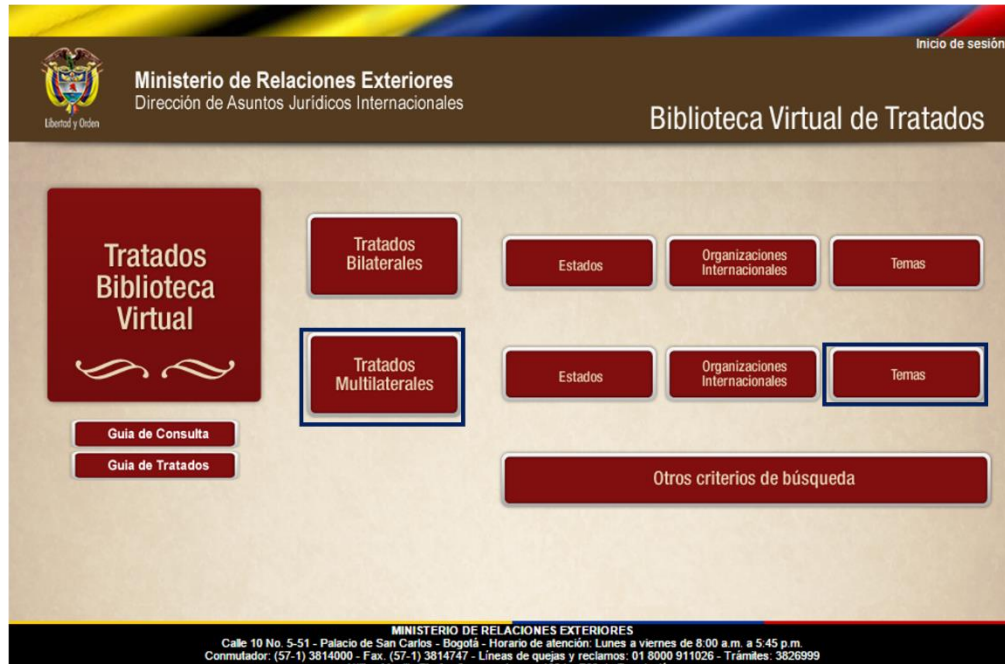 Inicio de sesión
Ministerio de Relaciones Exteriores
Dirección de Asuntos Jurídicos Internacionales
Libertad y Orden
Biblioteca Virtual de Tratados
Tratados
Biblioteca
Virtual
Guia de Consulta
Guia de Tratados
Tratados
Bilaterales
Estados
Organizaciones
Internacionales
Temas
Tratados
Multilaterales
Estados
Organizaciones
Internacionales
Temas
Otros criterios de búsqueda
MINISTERIO DE RELACIONES EXTERIORES
Calle 10 No. 5-51 - Palacio de San Carlos - Bogotá - Horario de atención: Lunes a viernes de 8:00 a.m. a 5:45 p.m.
Conmutador: (57-1) 3814000 - Fax. (57-1) 3814747 - Líneas de quejas y reclamos: 01 8000 911026 - Trámites: 3826999